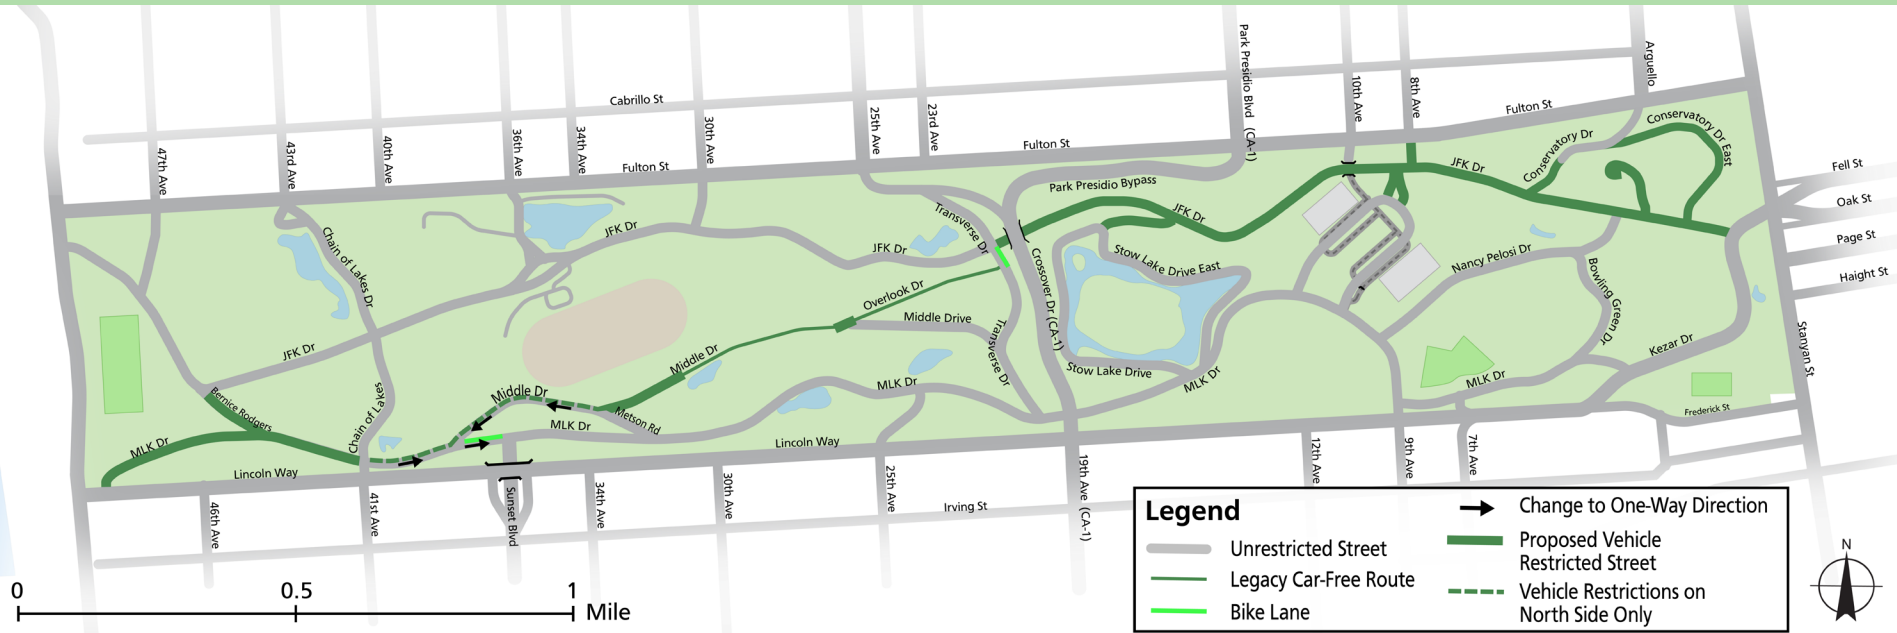 Cabrillo St
47th Ave
43rd Ave
40th Ave
36th Ave
34th Ave
30th Ave
25th Ave
23rd Ave
Park Presidio Blvd (CA-1)
10th Ave
8th Ave
Arguello
Fulton St
Fulton St
Fulton St
Fell St
Oak St
Page St
Haight St
Stanyan St
Frederick St
Conservatory Dr
Conservatory Dr East
JFK Dr
JFK Dr
JFK Dr
JFK Dr
JFK Dr
Park Presidio Bypass
Transverse Dr
Transverse Dr
Crossover Dr (CA-1)
Stow Lake Drive East
Stow Lake Drive
Nancy Pelosi Dr
Bowling Green Dr
Kezar Dr
MLK Dr
MLK Dr
MLK Dr
MLK Dr
MLK Dr
Chain of Lakes Dr
Chain of Lakes
Overlook Dr
Middle Drive
Middle Dr
Middle Dr
Metson Rd
Bernice Rodgers
Lincoln Way
Lincoln Way
46th Ave
41st Ave
Sunset Blvd
34th Ave
30th Ave
25th Ave
19th Ave (CA-1)
12th Ave
9th Ave
7th Ave
Irving St
0 0.5 1
Mile
Legend
Unrestricted Street
Legacy Car-Free Route
Bike Lane
Change to One-Way Direction
Proposed Vehicle
Restricted Street
Vehicle Restrictions on
North Side Only
N